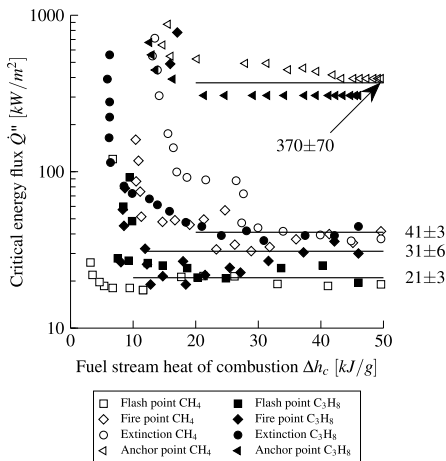 1000
100
10
Critical energy flux Q̇" [kW/m²]
370±70
41±3
31±6
21±3
0 10 20 30 40 50
Fuel stream heat of combustion Δh_c [kJ/g]
Flash point CH₄
Fire point CH₄
Extinction CH₄
Anchor point CH₄
Flash point C₃H₈
Fire point C₃H₈
Extinction C₃H₈
Anchor point C₃H₈